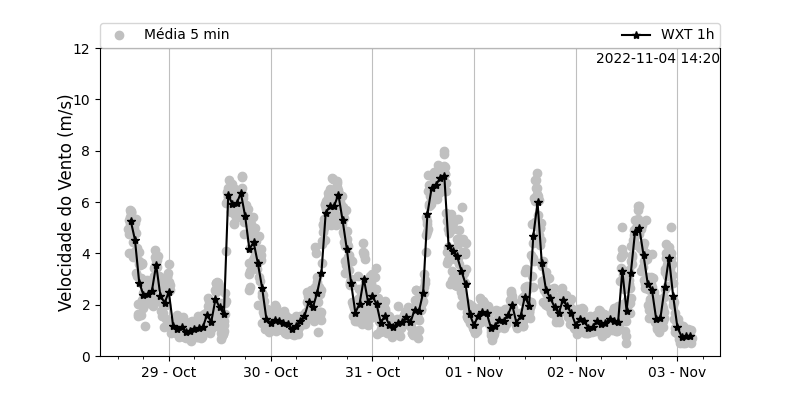 Média 5 min
WXT 1h
2022-11-04 14:20
Velocidade do Vento (m/s)
12
10
8
6
4
2
0
29 - Oct
30 - Oct
31 - Oct
01 - Nov
02 - Nov
03 - Nov